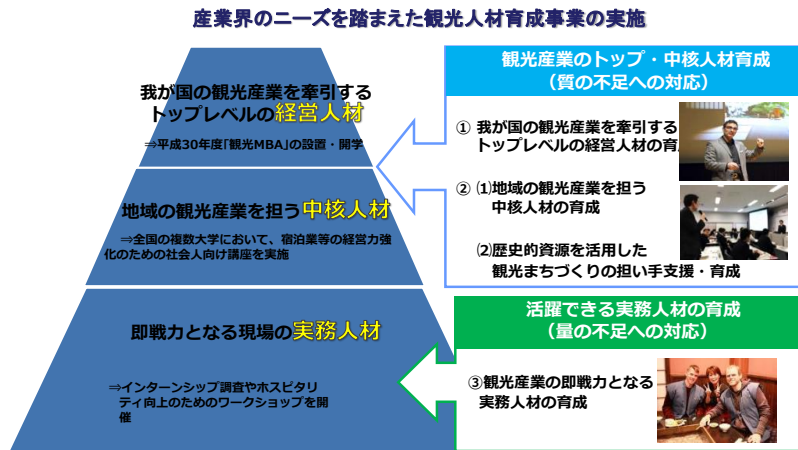 産業界のニーズを踏まえた観光人材育成事業の実施
我が国の観光産業を牽引する
トップレベルの経営人材
⇒平成30年度｢観光MBA｣の設置・開学
地域の観光産業を担う中核人材
⇒全国の複数大学において、宿泊業等の経営力強
化のための社会人向け講座を実施
即戦力となる現場の実務人材
⇒インターンシップ調査やホスピタリ
ティ向上のためのワークショップを開
催
観光産業のトップ・中核人材育成
（質の不足への対応）
① 我が国の観光産業を牽引する
トップレベルの経営人材の育
② ⑴地域の観光産業を担う
中核人材の育成
⑵歴史的資源を活用した
観光まちづくりの担い手支援・育成
活躍できる実務人材の育成
（量の不足への対応）
③観光産業の即戦力となる
実務人材の育成